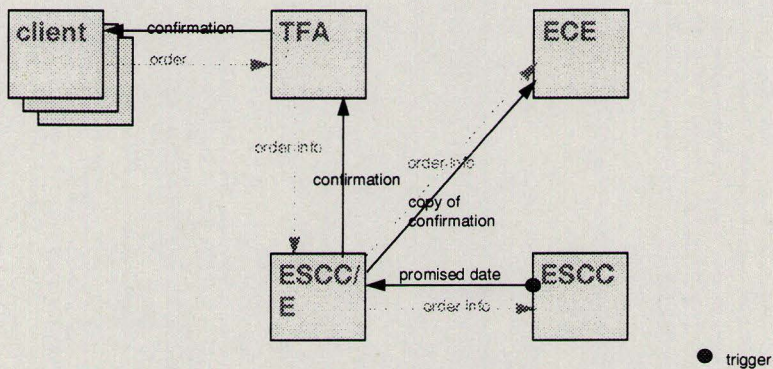 client
confirmation
TFA
ECE
order
order info
order info
confirmation
copy of
confirmation
ESCC/
E
promised date
ESCC
order info
trigger